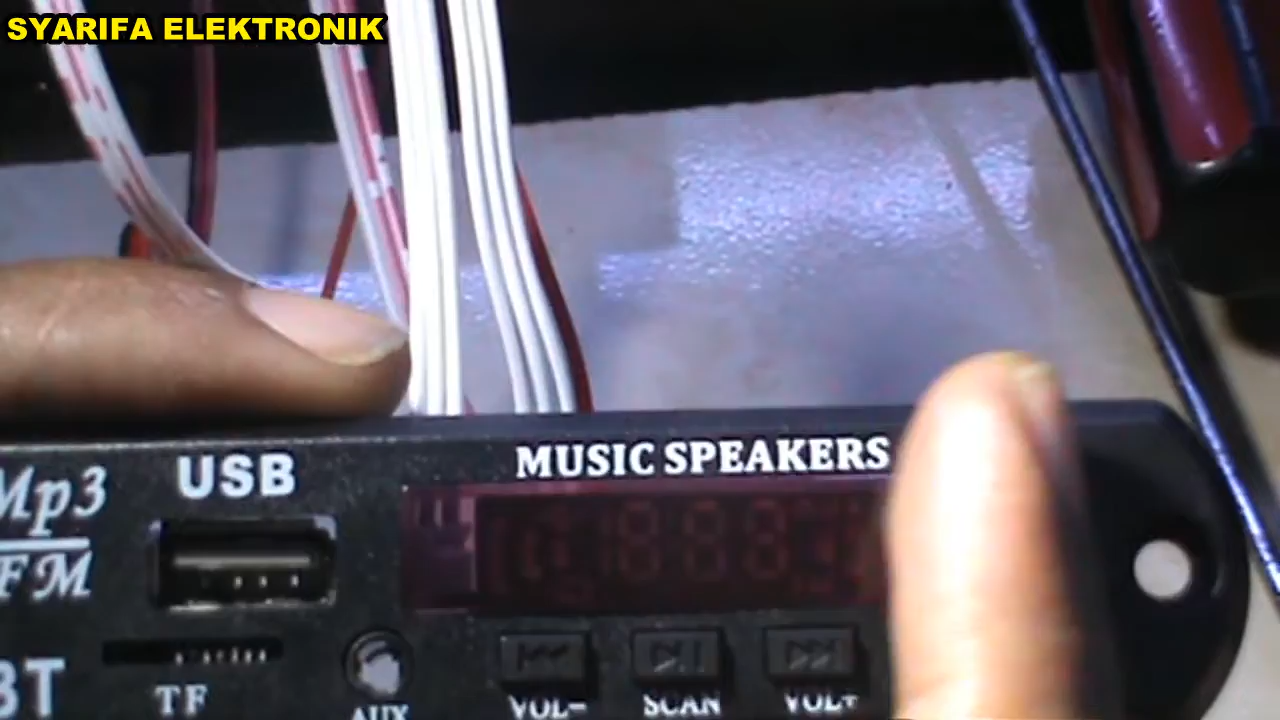 SYARIFA ELEKTRONIK
MUSIC SPEAKERS
Mp3
USB
FM
BT
TF
AUX
VOL-
SCAN
VOL+